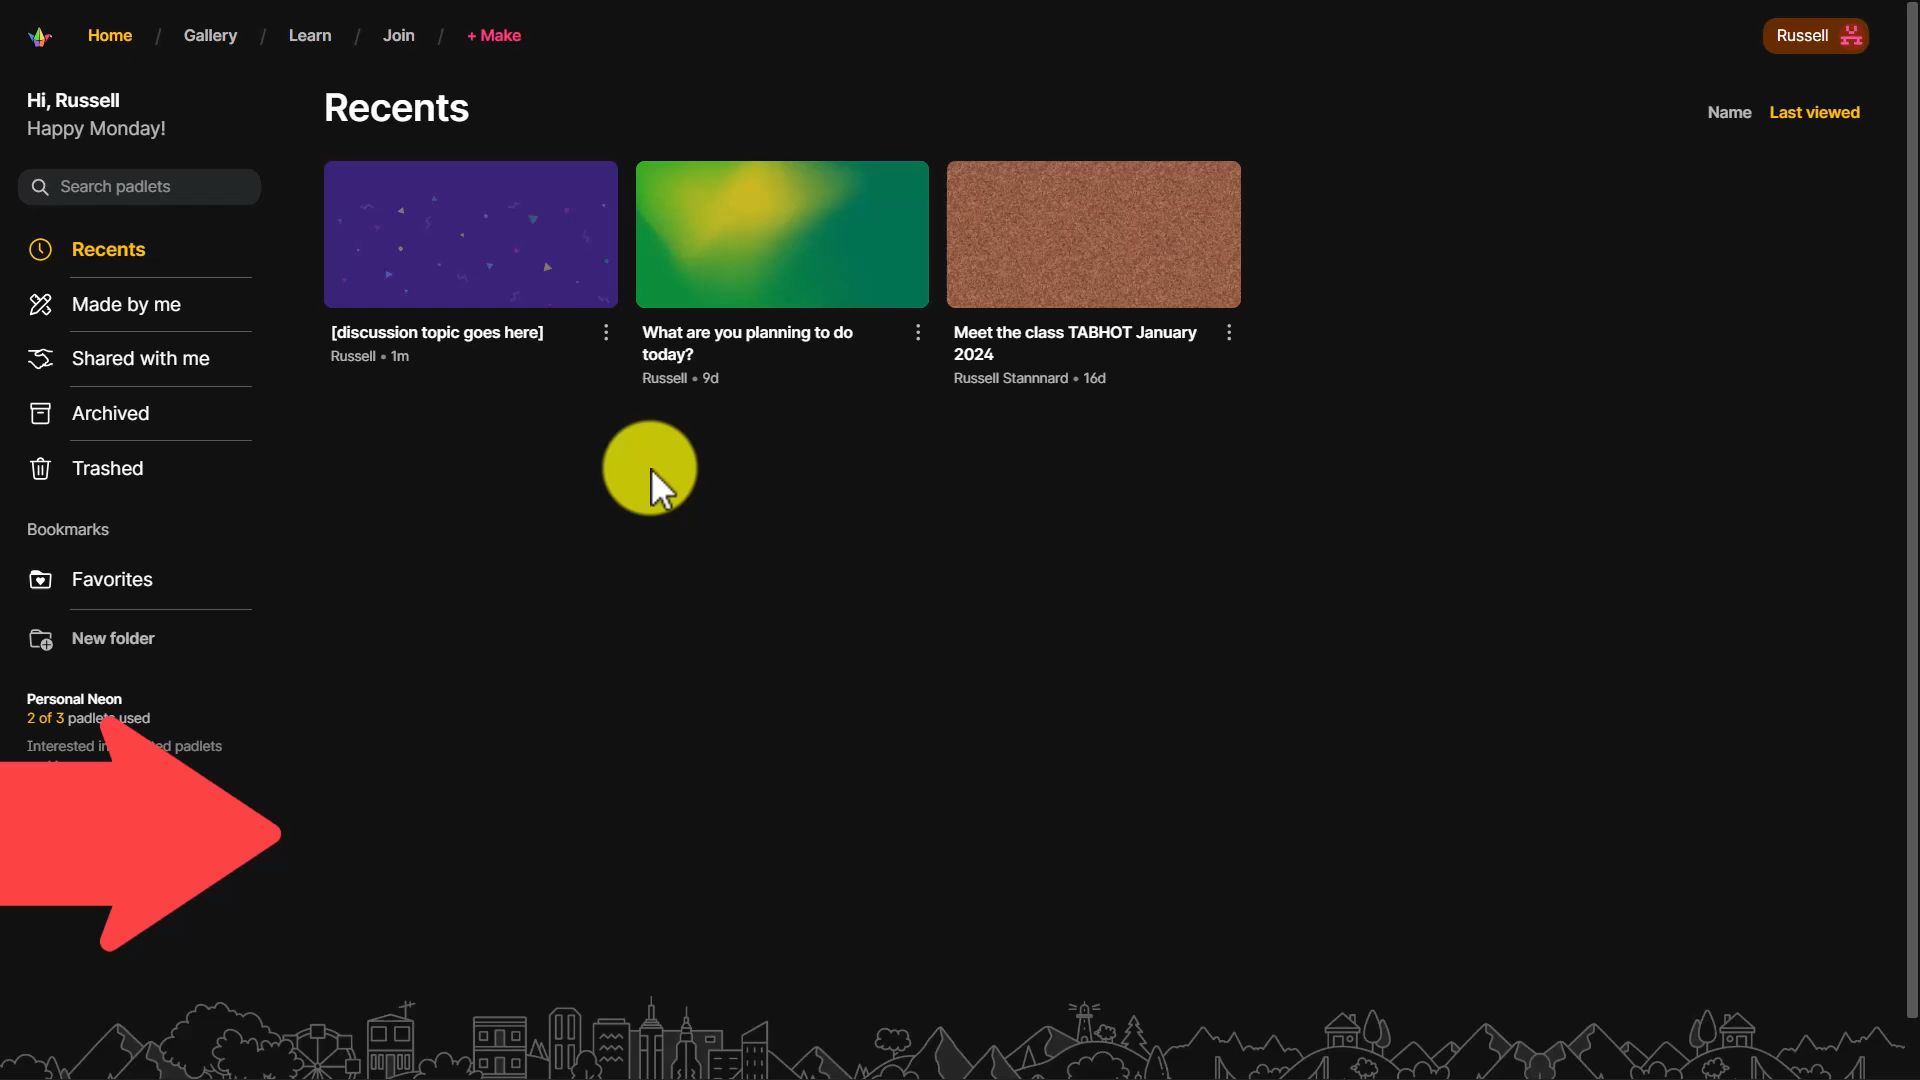 Home / Gallery / Learn / Join / + Make
Russell
Hi, Russell
Happy Monday!
Search padlets
Recents
Made by me
Shared with me
Archived
Trashed
Bookmarks
Favorites
New folder
Personal Neon
2 of 3 padlets used
Interested in padlets
Recents
Name Last viewed
[discussion topic goes here]
Russell • 1m
What are you planning to do
today?
Russell • 9d
Meet the class TABHOT January
2024
Russell Stannnard • 16d